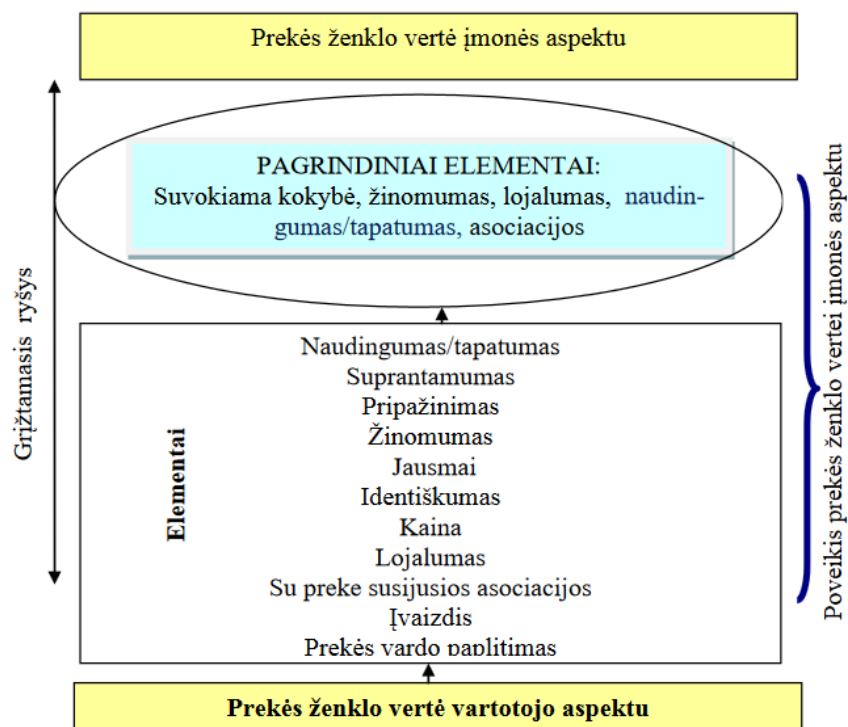 Prekės ženklo vertė įmonės aspektu
PAGRINDINIAI ELEMENTAI:
Suvokiama kokybė, žinomumas, lojalumas, naudin-
gumas/tapatumas, asociacijos
Grįžtamasis ryšys
Elementai
Naudingumas/tapatumas
Suprantamumas
Pripažinimas
Žinomumas
Jausmai
Identiškumas
Kaina
Lojalumas
Su preke susijusios asociacijos
Įvaizdis
Prekės vardo paplitimas
Poveikis prekės ženklo vertei įmonės aspektu
Prekės ženklo vertė vartotojo aspektu